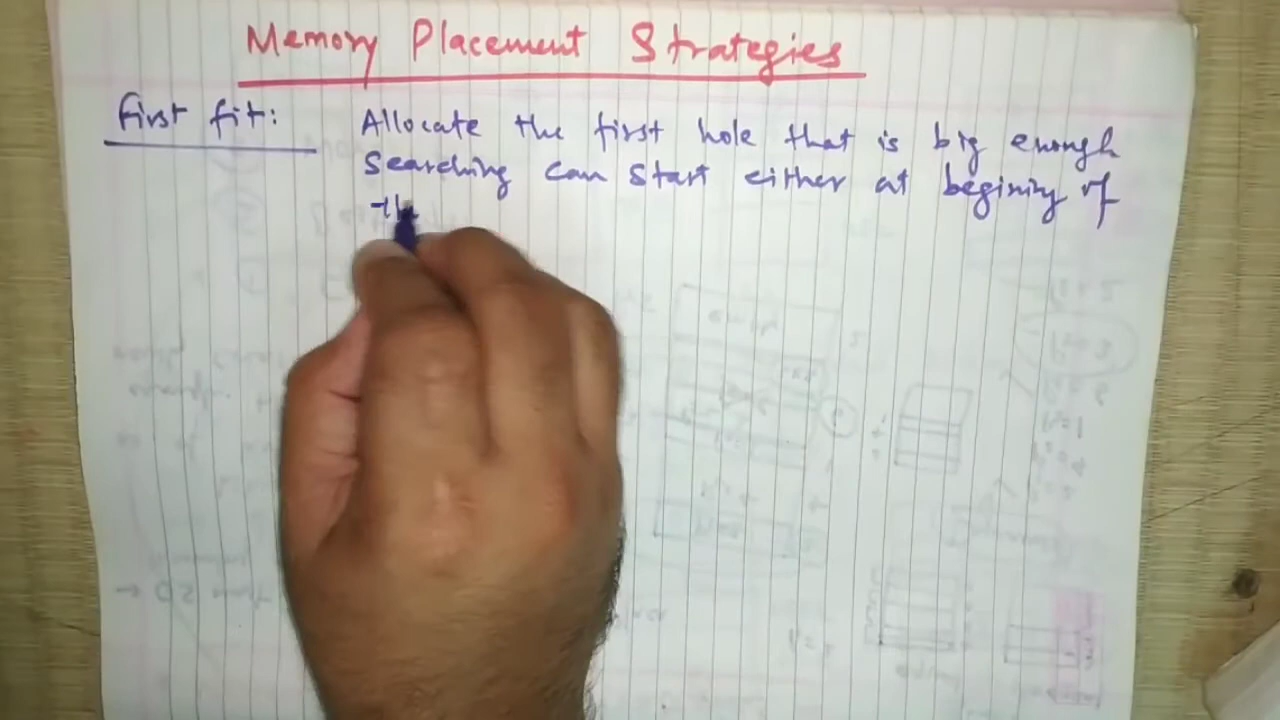 Memory Placement Strategies
First fit: Allocate the first hole that is big enough
Searching can start either at begining of
th